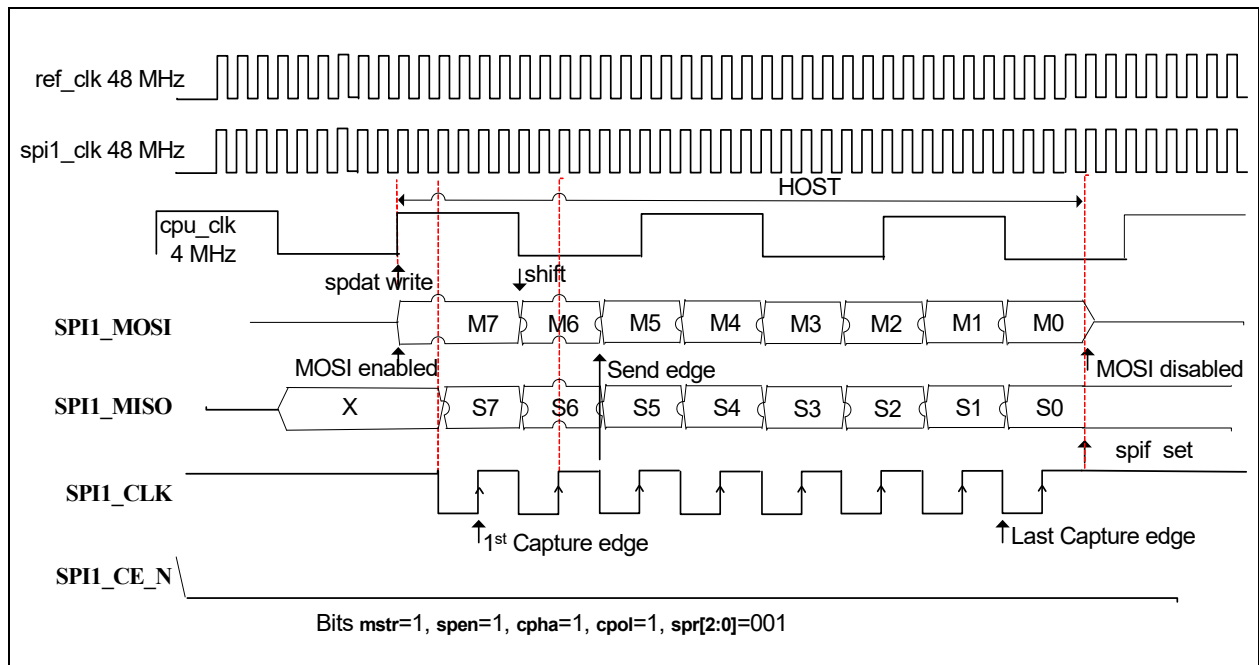 ref_clk 48 MHz
spi1_clk 48 MHz
HOST
cpu_clk
4 MHz
spdat write
shift
SPI1_MOSI
M7 M6 M5 M4 M3 M2 M1 M0
MOSI enabled
Send edge
MOSI disabled
SPI1_MISO
X S7 S6 S5 S4 S3 S2 S1 S0
spif set
SPI1_CLK
1st Capture edge
Last Capture edge
SPI1_CE_N
Bits mstr=1, spen=1, cpha=1, cpol=1, spr[2:0]=001